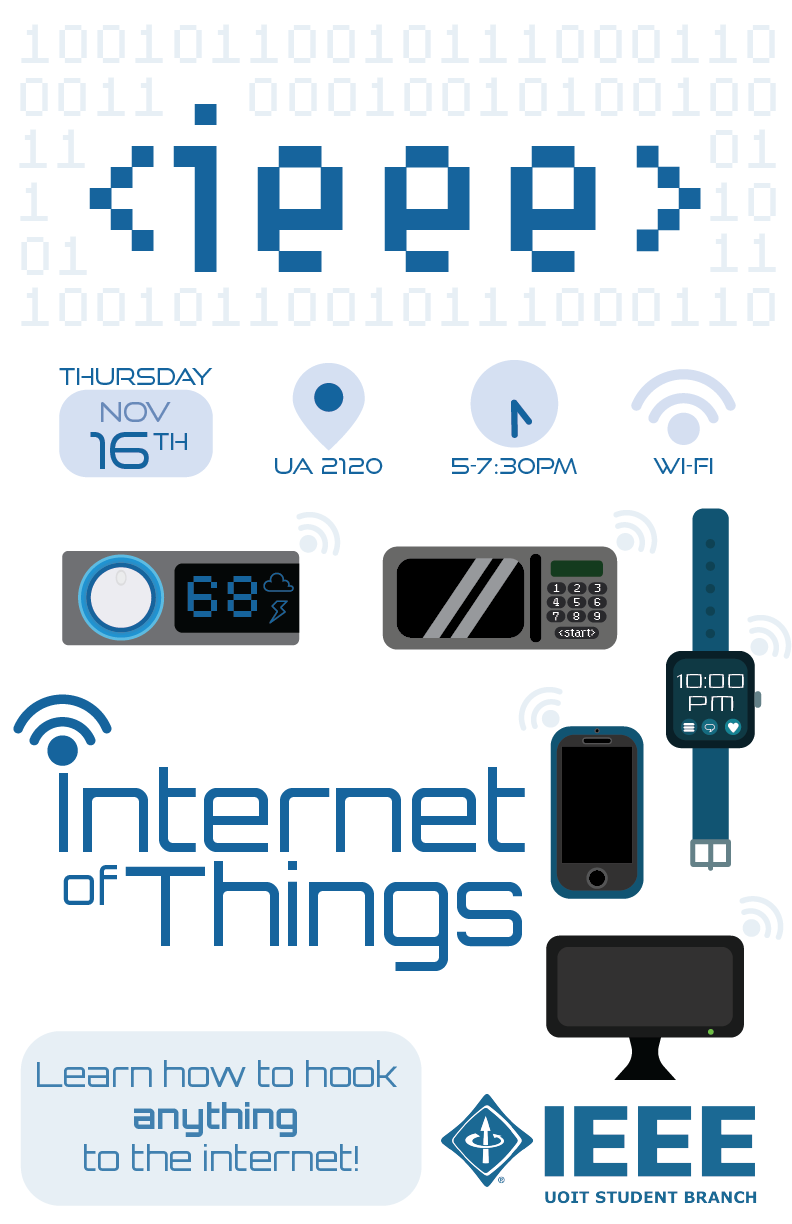 10010110010111000110
0011 00010010100100
11 01
<ieee>
1 10
01 11
10010110010111000110
THURSDAY
NOV
16TH
UA 2120
5-7:30PM
WI-FI
68
1 2 3
4 5 6
7 8 9
<start>
10:00
PM
Internet
of Things
Learn how to hook
anything
to the internet!
®
IEEE
UOIT STUDENT BRANCH